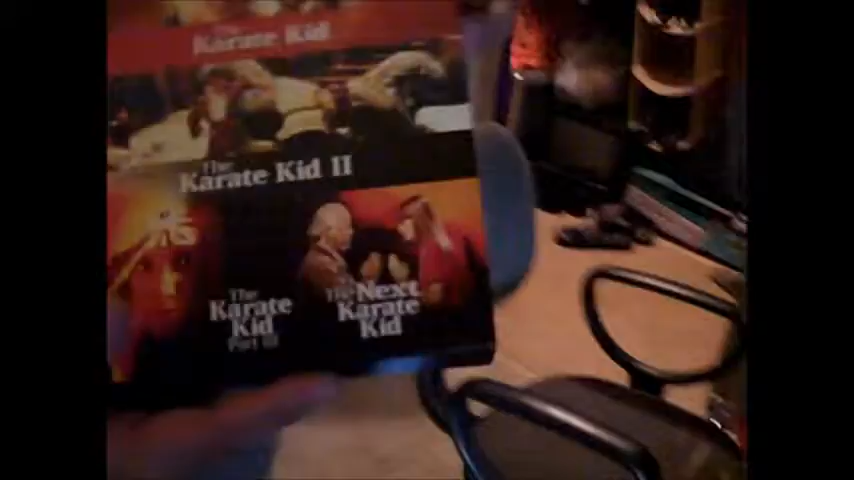 The
Karate Kid
The
Karate Kid II
The
Karate
Kid
Part III
The Next
Karate
Kid